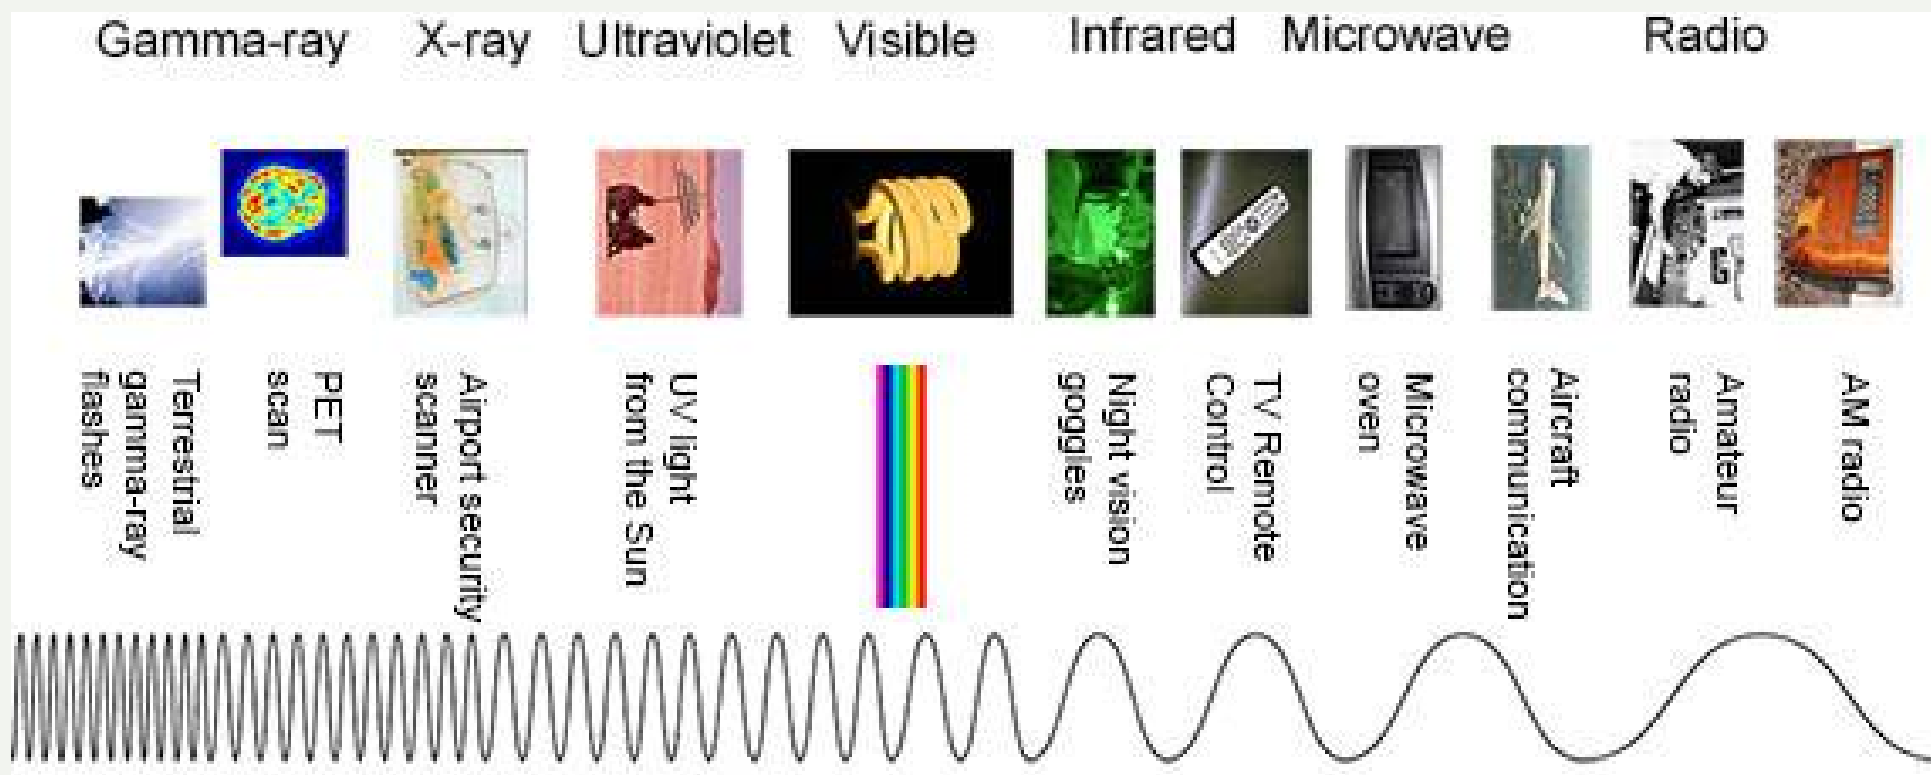 Gamma-ray X-ray Ultraviolet Visible Infrared Microwave Radio
Terrestrial
gamma-ray
flashes
PET
scan
Airport security
scanner
UV light
from the Sun
Night vision
goggles
TV Remote
Control
Microwave
oven
Aircraft
communication
Amateur
radio
AM radio